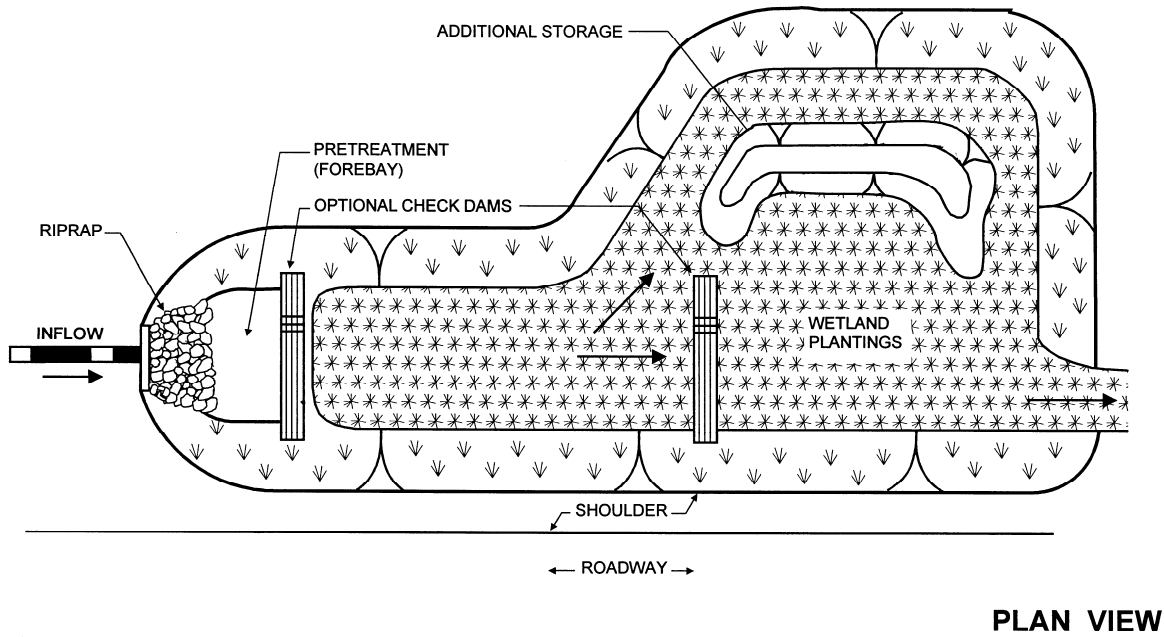 ADDITIONAL STORAGE
PRETREATMENT
(FOREBAY)
OPTIONAL CHECK DAMS
RIPRAP
INFLOW
WETLAND
PLANTINGS
SHOULDER
ROADWAY
PLAN VIEW